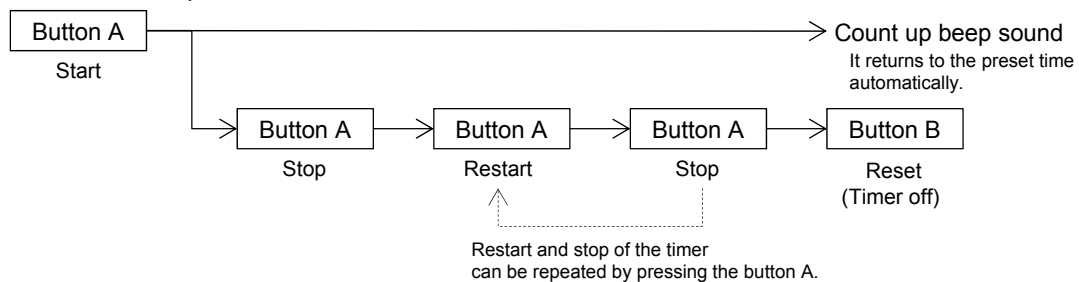 Button A
Count up beep sound
Start
It returns to the preset time
automatically.
Button A
Button A
Button A
Button B
Stop
Restart
Stop
Reset
(Timer off)
Restart and stop of the timer
can be repeated by pressing the button A.